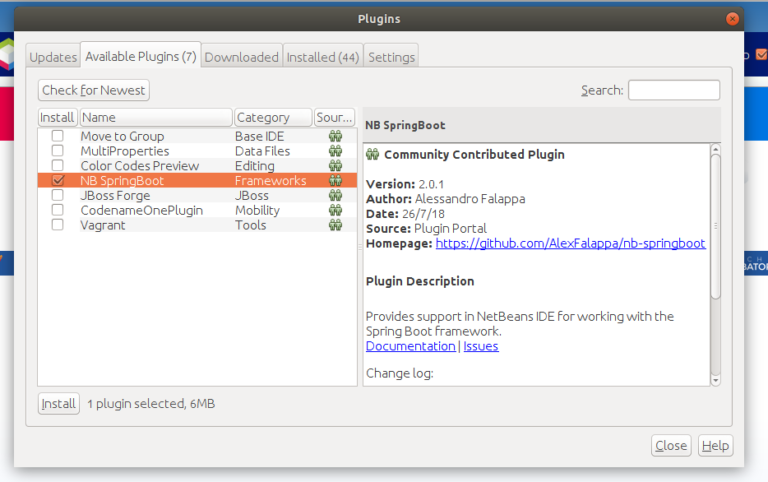 Plugins
Updates
Available Plugins (7)
Downloaded
Installed (44)
Settings
Check for Newest
Search:
Install Name Category Sour...
Move to Group Base IDE
MultiProperties Data Files
Color Codes Preview Editing
NB SpringBoot Frameworks
JBoss Forge JBoss
CodenameOnePlugin Mobility
Vagrant Tools
NB SpringBoot
Community Contributed Plugin
Version: 2.0.1
Author: Alessandro Falappa
Date: 26/7/18
Source: Plugin Portal
Homepage: https://github.com/AlexFalappa/nb-springboot
Plugin Description
Provides support in NetBeans IDE for working with the
Spring Boot framework.
Documentation | Issues
Change log:
Install 1 plugin selected, 6MB
Close Help